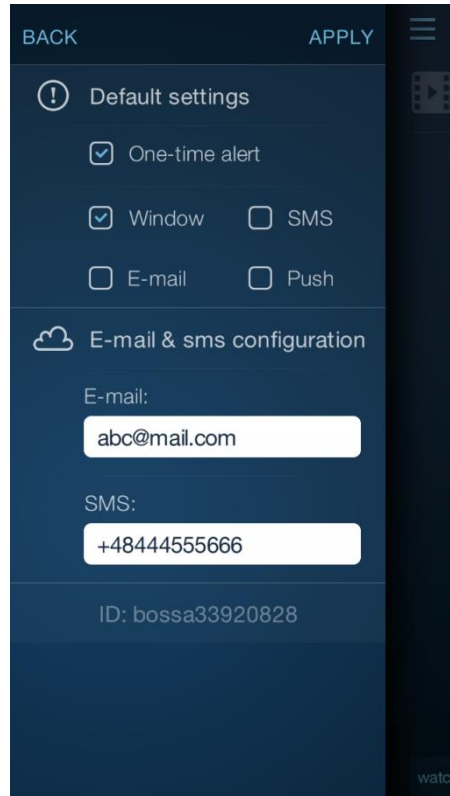 BACK APPLY
Default settings
One-time alert
Window SMS
E-mail Push
E-mail & sms configuration
E-mail:
abc@mail.com
SMS:
+48444555666
ID: bossa33920828
watc